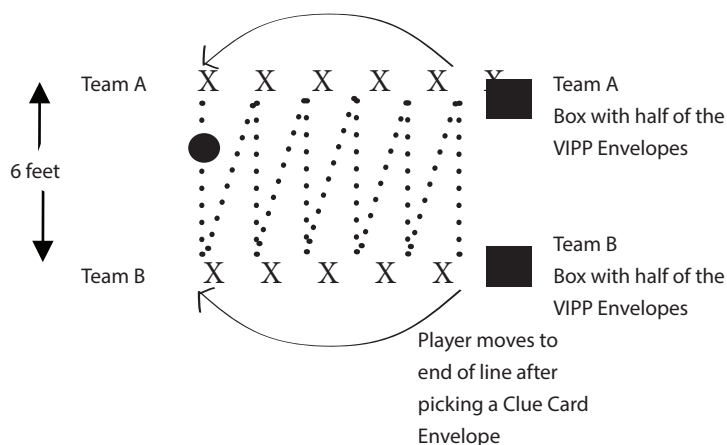 Team A
X X X X X X
Team A
Box with half of the
VIPP Envelopes
6 feet
Team B
X X X X X
Team B
Box with half of the
VIPP Envelopes
Player moves to
end of line after
picking a Clue Card
Envelope